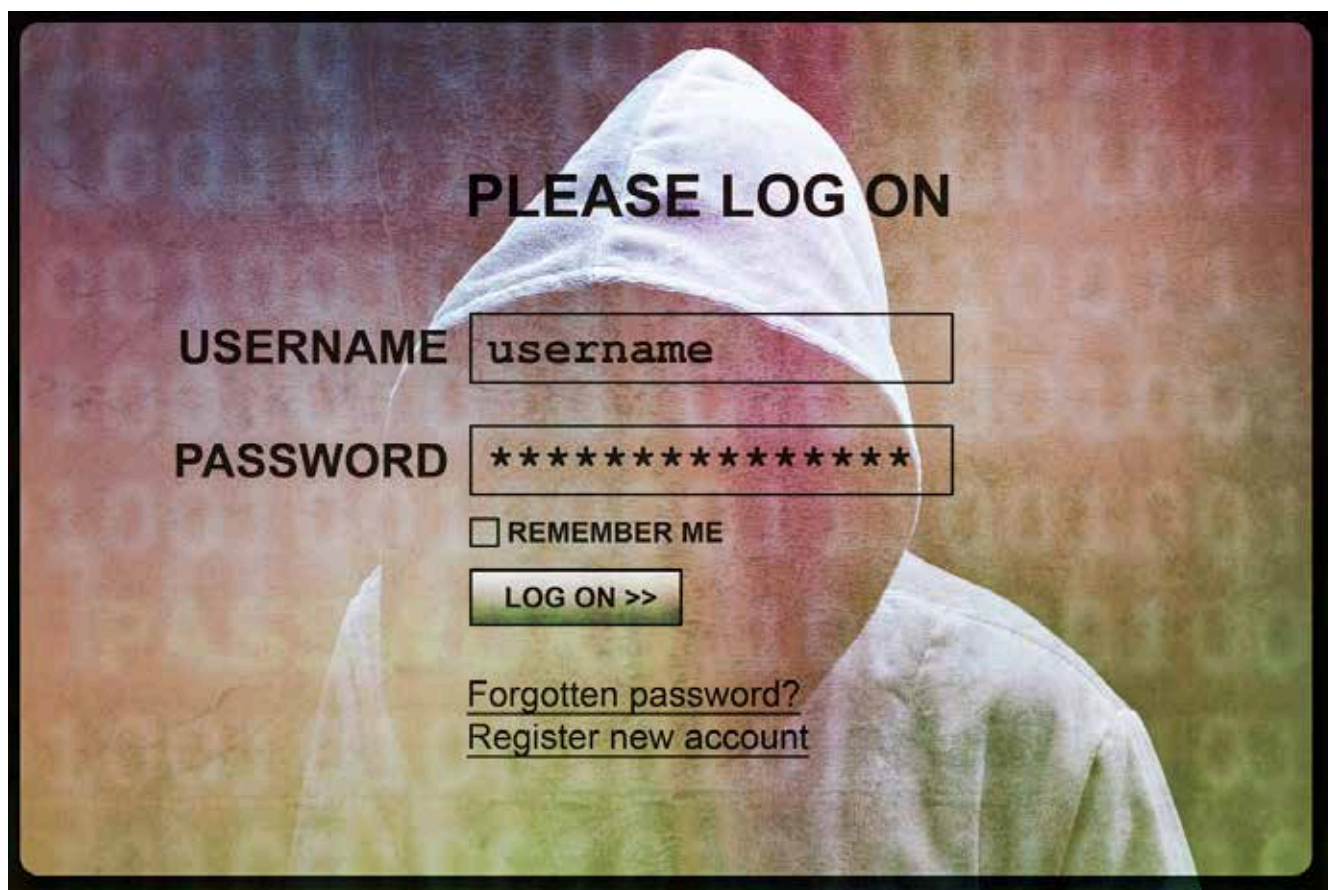 PLEASE LOG ON
USERNAME username
PASSWORD ***************
REMEMBER ME
LOG ON >>
Forgotten password?
Register new account